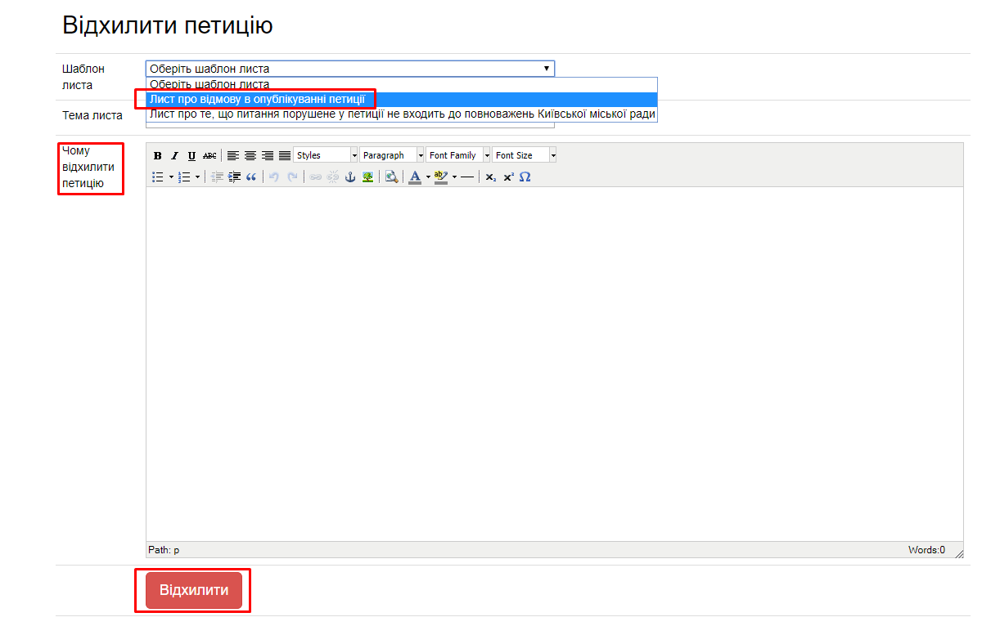 Відхилити петицію
Шаблон
листа
Оберіть шаблон листа
Оберіть шаблон листа
Лист про відмову в опублікуванні петиції
Лист про те, що питання порушене у петиції не входить до повноважень Київської міської ради
Тема листа
Чому
відхилити
петицію
B I U ABC Styles Paragraph Font Family Font Size
Path: p Words:0
Відхилити